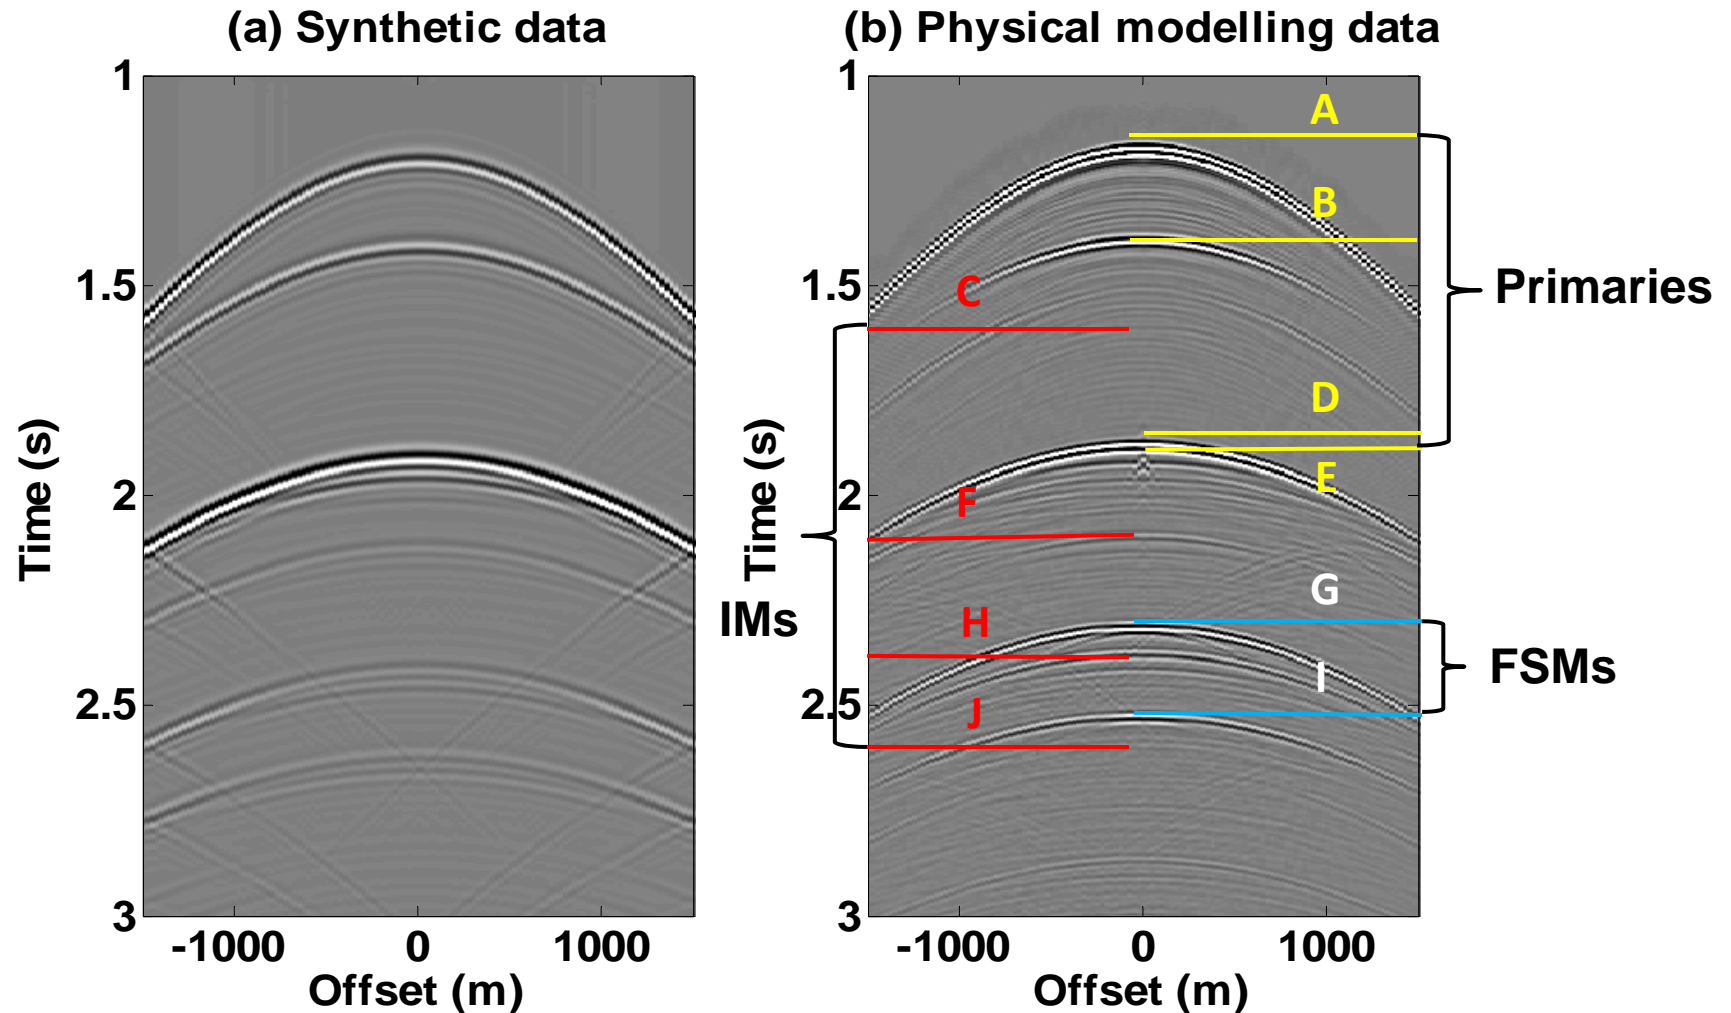 (a) Synthetic data
(b) Physical modelling data
1
1.5
2
2.5
3
Time (s)
-1000 0 1000
Offset (m)
1
1.5
2
2.5
3
Time (s)
-1000 0 1000
Offset (m)
A
B
C
D
E
F
G
H
I
J
Primaries
IMs
FSMs